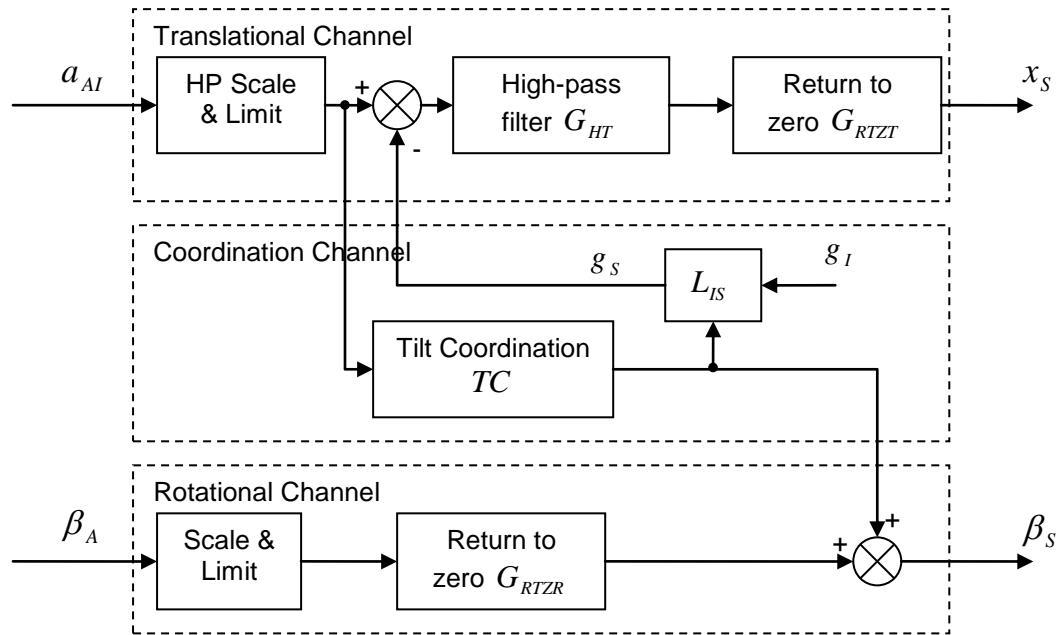 Translational Channel
a_AI
HP Scale
& Limit
+
-
High-pass
filter G_HT
Return to
zero G_RTZT
x_S
Coordination Channel
g_S
L_IS
g_I
Tilt Coordination
TC
Rotational Channel
β_A
Scale &
Limit
Return to
zero G_RTZR
+
+
β_S